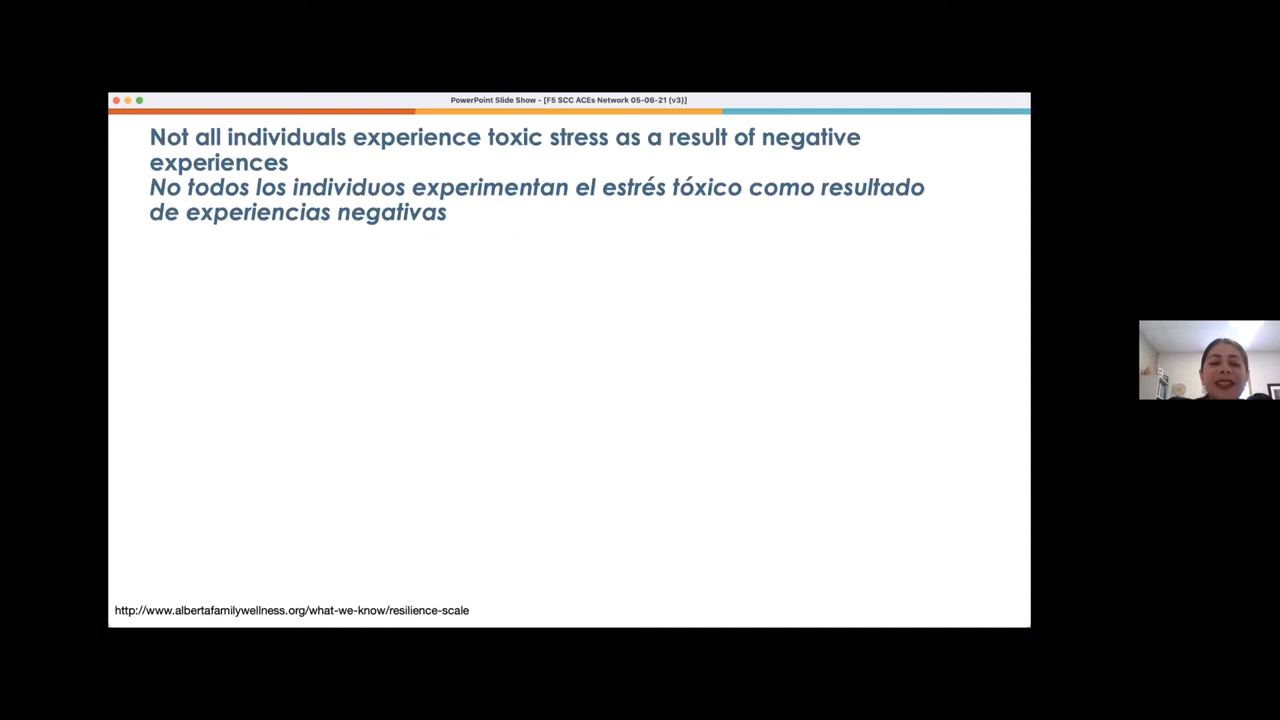 PowerPoint Slide Show - [F5 SCC ACEs Network 05-06-21 (v3)]
Not all individuals experience toxic stress as a result of negative
experiences
No todos los individuos experimentan el estrés tóxico como resultado
de experiencias negativas
http://www.albertafamilywellness.org/what-we-know/resilience-scale